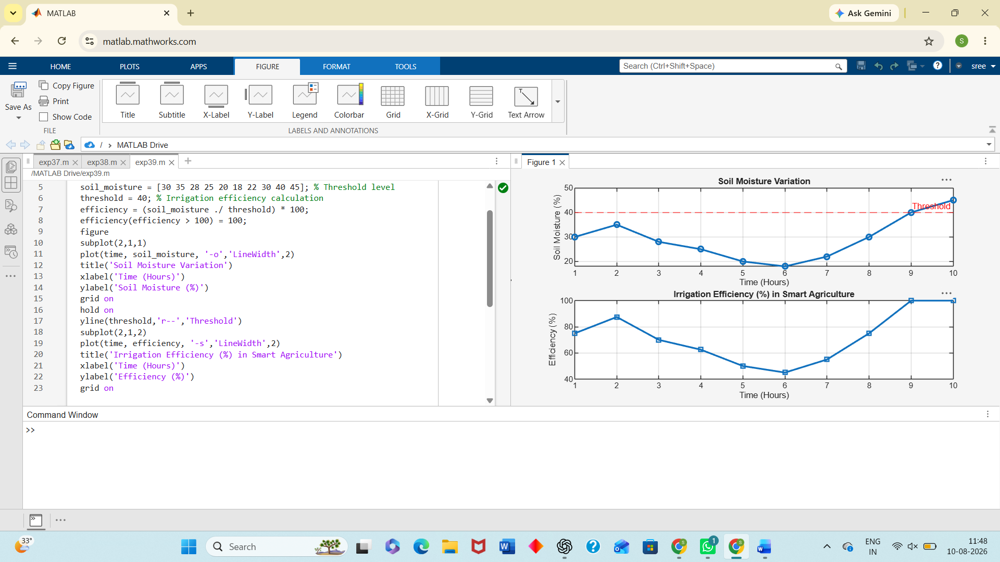 MATLAB
Ask Gemini
matlab.mathworks.com
S
HOME PLOTS APPS FIGURE FORMAT TOOLS
Search (Ctrl+Shift+Space)
sree
Save As
Copy Figure
Print
Show Code
FILE
Title Subtitle X-Label Y-Label Legend Colorbar Grid X-Grid Y-Grid Text Arrow
LABELS AND ANNOTATIONS
/ › MATLAB Drive
exp37.m exp38.m exp39.m
/MATLAB Drive/exp39.m
5 soil_moisture = [30 35 28 25 20 18 22 30 40 45]; % Threshold level
6 threshold = 40; % Irrigation efficiency calculation
7 efficiency = (soil_moisture ./ threshold) * 100;
8 efficiency(efficiency > 100) = 100;
9 figure
10 subplot(2,1,1)
11 plot(time, soil_moisture, '-o','LineWidth',2)
12 title('Soil Moisture Variation')
13 xlabel('Time (Hours)')
14 ylabel('Soil Moisture (%)')
15 grid on
16 hold on
17 yline(threshold,'r--','Threshold')
18 subplot(2,1,2)
19 plot(time, efficiency, '-s','LineWidth',2)
20 title('Irrigation Efficiency (%) in Smart Agriculture')
21 xlabel('Time (Hours)')
22 ylabel('Efficiency (%)')
23 grid on
Figure 1
Soil Moisture Variation
Soil Moisture (%)
50
40
30
20
Threshold
1 2 3 4 5 6 7 8 9 10
Time (Hours)
Irrigation Efficiency (%) in Smart Agriculture
Efficiency (%)
100
80
60
40
1 2 3 4 5 6 7 8 9 10
Time (Hours)
Command Window
>>
33°
Search
1
ENG
IN
11:48
10-08-2026